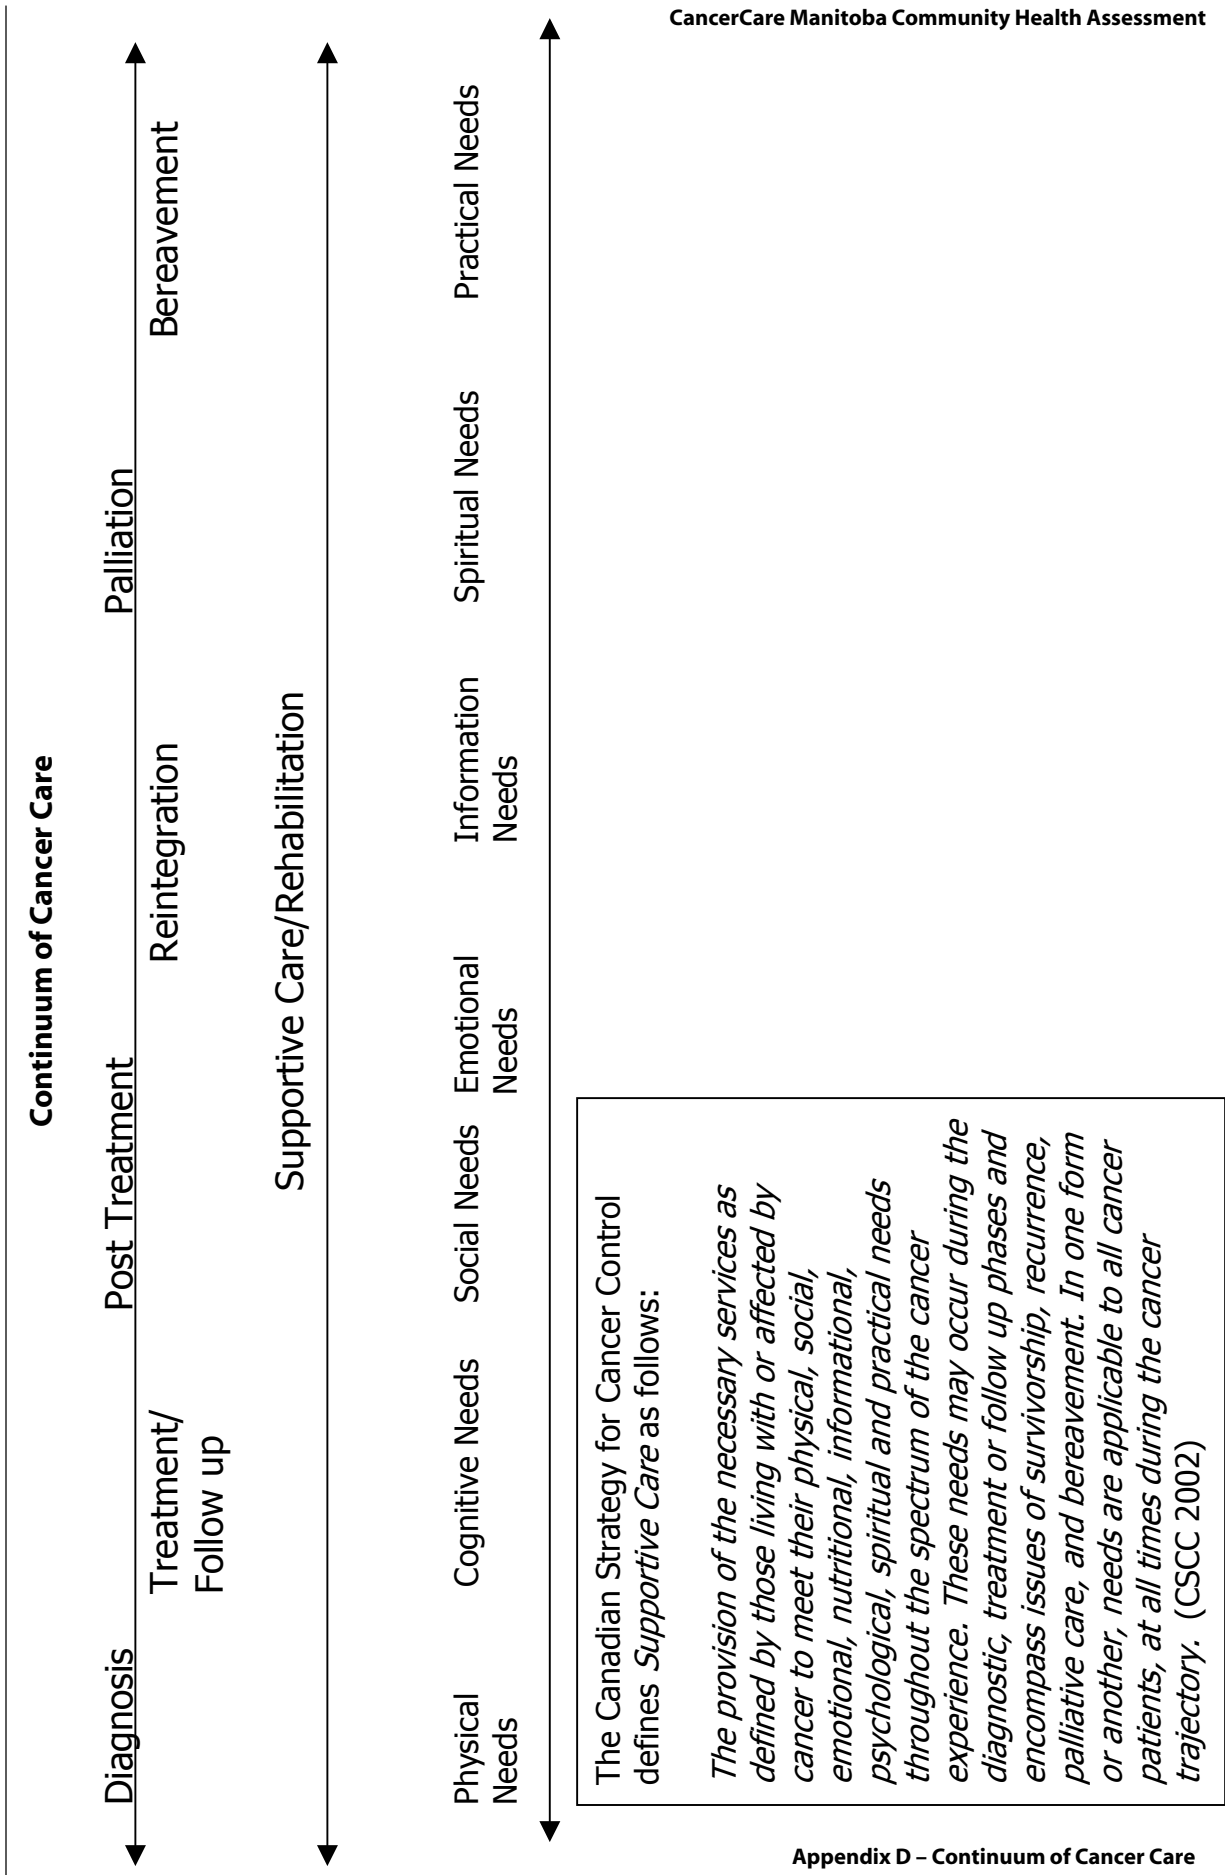 CancerCare Manitoba Community Health Assessment
Continuum of Cancer Care
Diagnosis
Post Treatment
Palliation
Treatment/
Follow up
Reintegration
Bereavement
Supportive Care/Rehabilitation
Physical
Needs
Cognitive Needs
Social Needs
Emotional
Needs
Information
Needs
Spiritual Needs
Practical Needs
The Canadian Strategy for Cancer Control
defines Supportive Care as follows:
The provision of the necessary services as
defined by those living with or affected by
cancer to meet their physical, social,
emotional, nutritional, informational,
psychological, spiritual and practical needs
throughout the spectrum of the cancer
experience. These needs may occur during the
diagnostic, treatment or follow up phases and
encompass issues of survivorship, recurrence,
palliative care, and bereavement. In one form
or another, needs are applicable to all cancer
patients, at all times during the cancer
trajectory. (CSCC 2002)
Appendix D – Continuum of Cancer Care